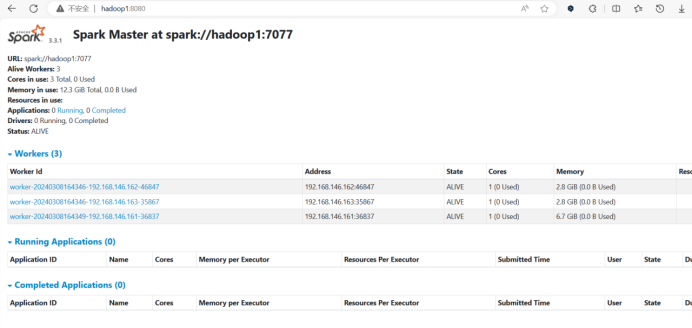 不安全 hadoop1:8080
APACHE Spark 3.3.1 Spark Master at spark://hadoop1:7077
URL: spark://hadoop1:7077
Alive Workers: 3
Cores in use: 3 Total, 0 Used
Memory in use: 12.3 GiB Total, 0.0 B Used
Resources in use:
Applications: 0 Running, 0 Completed
Drivers: 0 Running, 0 Completed
Status: ALIVE
Workers (3)
Worker Id Address State Cores Memory Reso
worker-20240308164346-192.168.146.162-46847 192.168.146.162:46847 ALIVE 1 (0 Used) 2.8 GiB (0.0 B Used)
worker-20240308164346-192.168.146.163-35867 192.168.146.163:35867 ALIVE 1 (0 Used) 2.8 GiB (0.0 B Used)
worker-20240308164349-192.168.146.161-36837 192.168.146.161:36837 ALIVE 1 (0 Used) 6.7 GiB (0.0 B Used)
Running Applications (0)
Application ID Name Cores Memory per Executor Resources Per Executor Submitted Time User State Du
Completed Applications (0)
Application ID Name Cores Memory per Executor Resources Per Executor Submitted Time User State Du